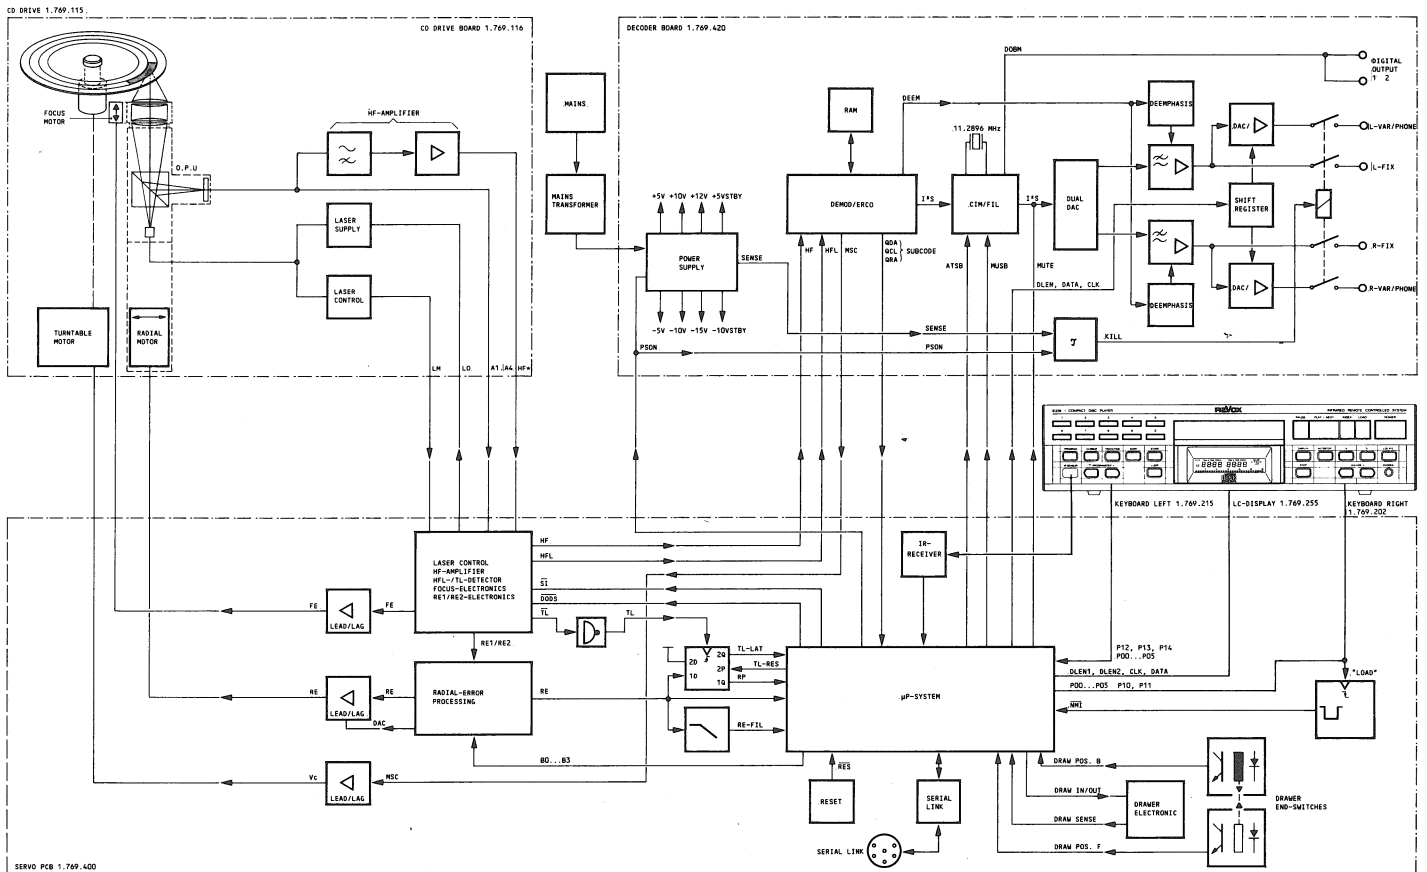 CD DRIVE 1.769.115.
CD DRIVE BOARD 1.769.116
DECODER BOARD 1.769.420
DOBM
DIGITAL
OUTPUT
1 2
FOCUS
MOTOR
HF-AMPLIFIER
O.P.U
MAINS
MAINS
TRANSFORMER
RAM
DEEM
11.2896 MHz
DEEMPHASIS
DAC/
L-VAR/PHONE
L-FIX
LASER
SUPPLY
LASER
CONTROL
+5V +10V +12V +5VSTBY
POWER
SUPPLY
SENSE
-5V -10V -15V -10VSTBY
DEMOD/ERCO
I²S
CIM/FIL
I²S
DUAL
DAC
SHIFT
REGISTER
HF HFL MSC
QDA
QCL
QRA
SUBCODE
ATSB
MUSB
MUTE
DLEN, DATA, CLK
R-FIX
DAC/
R-VAR/PHONE
DEEMPHASIS
TURNTABLE
MOTOR
RADIAL
MOTOR
PSON
SENSE
PSON
KILL
LM
LO
A1.. A4
HF*
B226 - COMPACT DISC PLAYER
REVOX
INFRARED REMOTE CONTROLLED SYSTEM
KEYBOARD LEFT 1.769.215
LC-DISPLAY 1.769.255
KEYBOARD RIGHT
1.769.202
LASER CONTROL
HF-AMPLIFIER
HFL-/TL-DETECTOR
FOCUS-ELECTRONICS
RE1/RE2-ELECTRONICS
HF
HFL
SI
DODS
TL
TL
IR-
RECEIVER
FE
LEAD/LAG
FE
RE1/RE2
2D
1D
2Q
2P
1Q
TL-LAT
TL-RES
RP
RE
LEAD/LAG
RE
DAC
RADIAL-ERROR
PROCESSING
RE
RE-FIL
µP-SYSTEM
P12, P13, P14
P00...P05
DLEN1, DLEN2, CLK, DATA
P00...P05 P10, P11
NMI
"LOAD"
B0...B3
Vc
LEAD/LAG
MSC
RES
RESET
SERIAL
LINK
SERIAL LINK
DRAW POS. B
DRAW IN/OUT
DRAW SENSE
DRAW POS. F
DRAWER
ELECTRONIC
DRAWER
END-SWITCHES
SERVO PCB 1.769.400